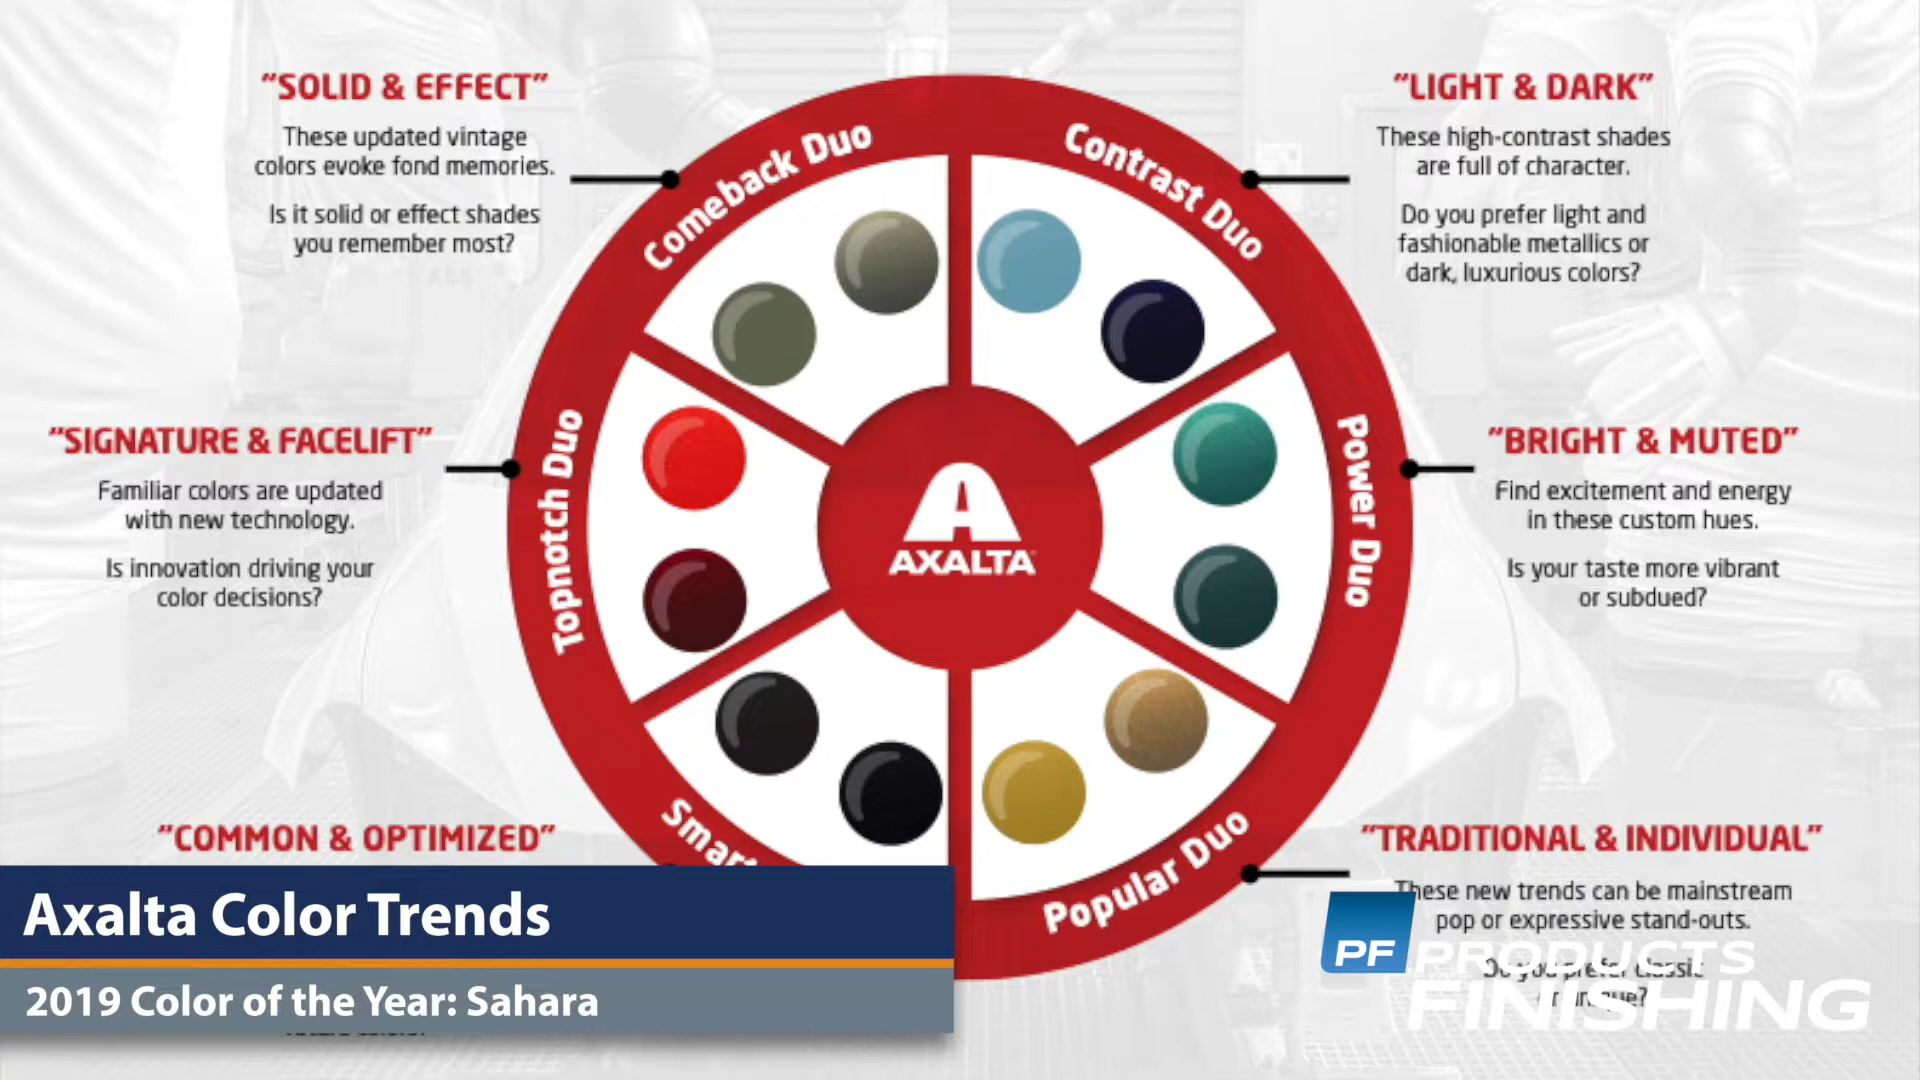 "SOLID & EFFECT"
These updated vintage
colors evoke fond memories.
Is it solid or effect shades
you remember most?
"LIGHT & DARK"
These high-contrast shades
are full of character.
Do you prefer light and
fashionable metallics or
dark, luxurious colors?
Comeback Duo
Contrast Duo
"SIGNATURE & FACELIFT"
Familiar colors are updated
with new technology.
Is innovation driving your
color decisions?
Topnotch Duo
AXALTA
Power Duo
"BRIGHT & MUTED"
Find excitement and energy
in these custom hues.
Is your taste more vibrant
or subdued?
"COMMON & OPTIMIZED"
Smart
Popular Duo
"TRADITIONAL & INDIVIDUAL"
These new trends can be mainstream
pop or expressive stand-outs.
Do you prefer classic
Axalta Color Trends
2019 Color of the Year: Sahara
PF PRODUCTS
FINISHING